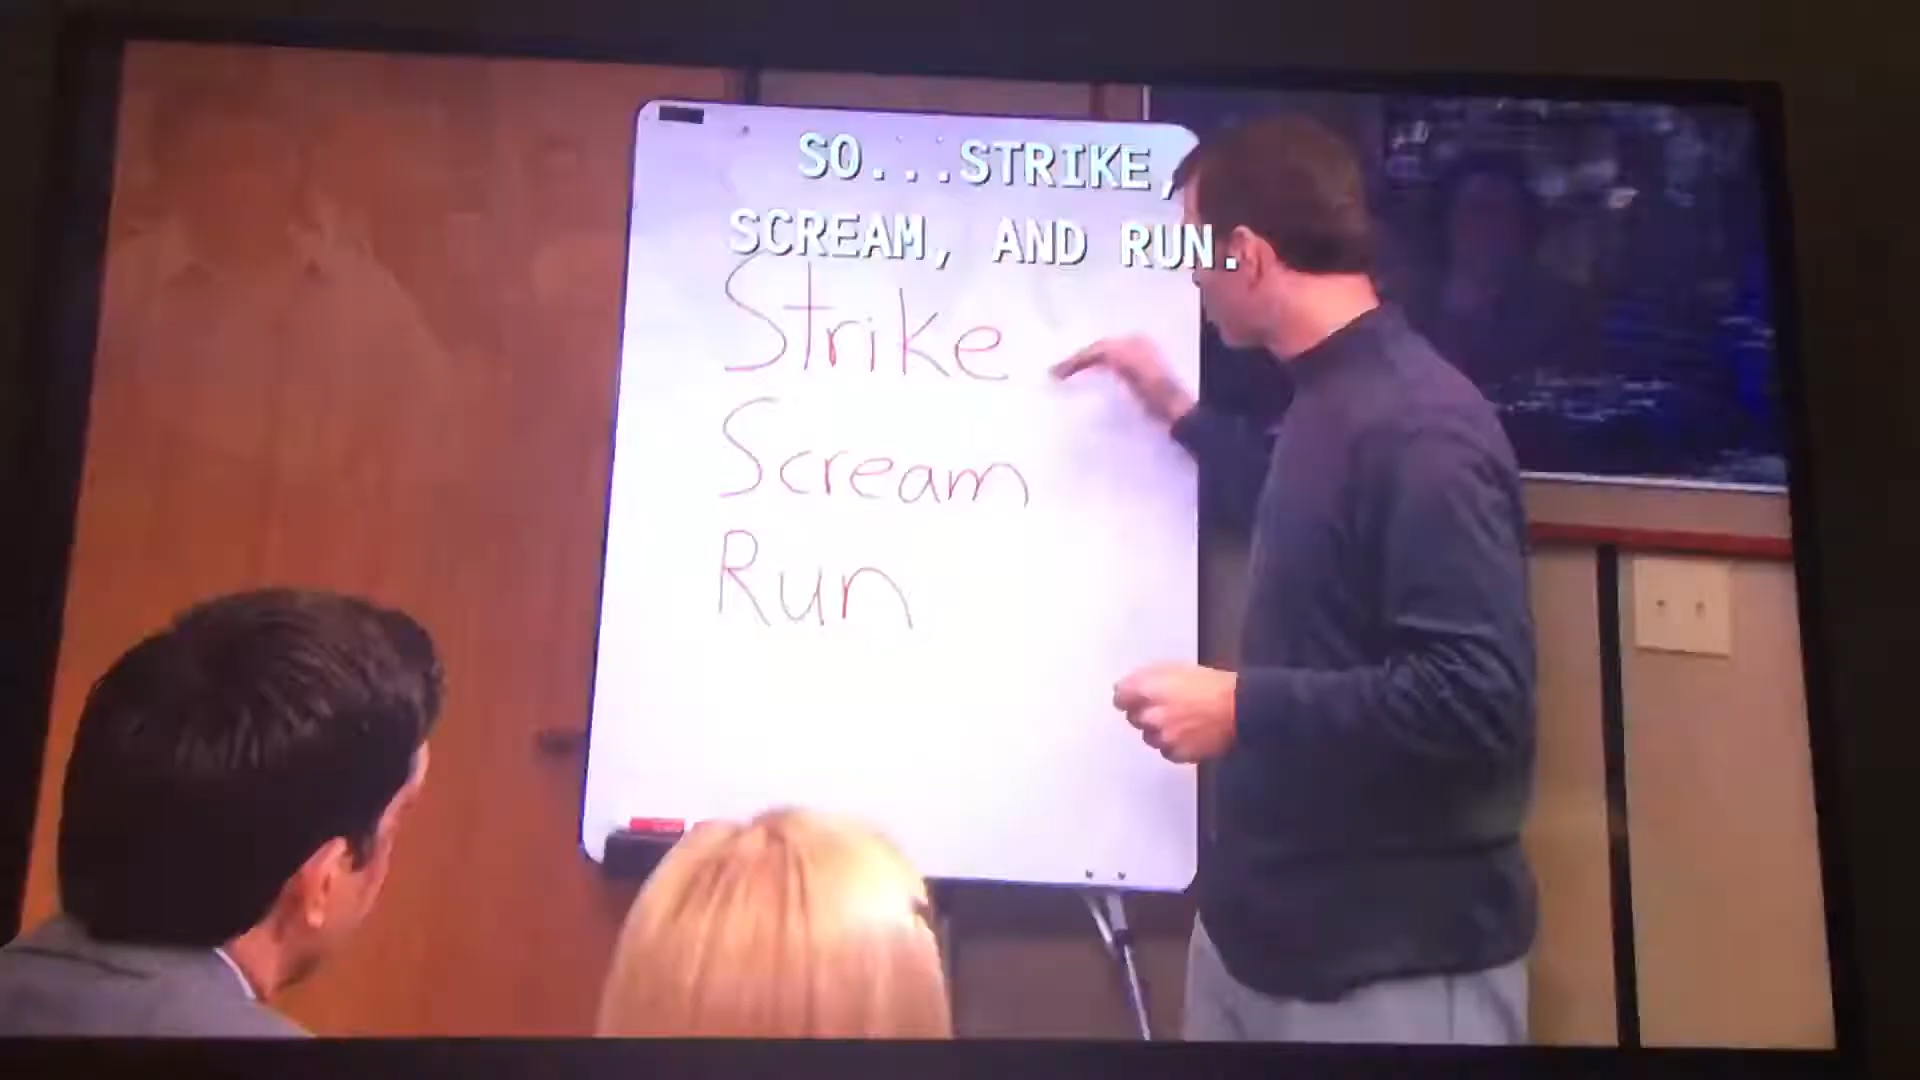 SO...STRIKE,
SCREAM, AND RUN.
Strike
Scream
Run